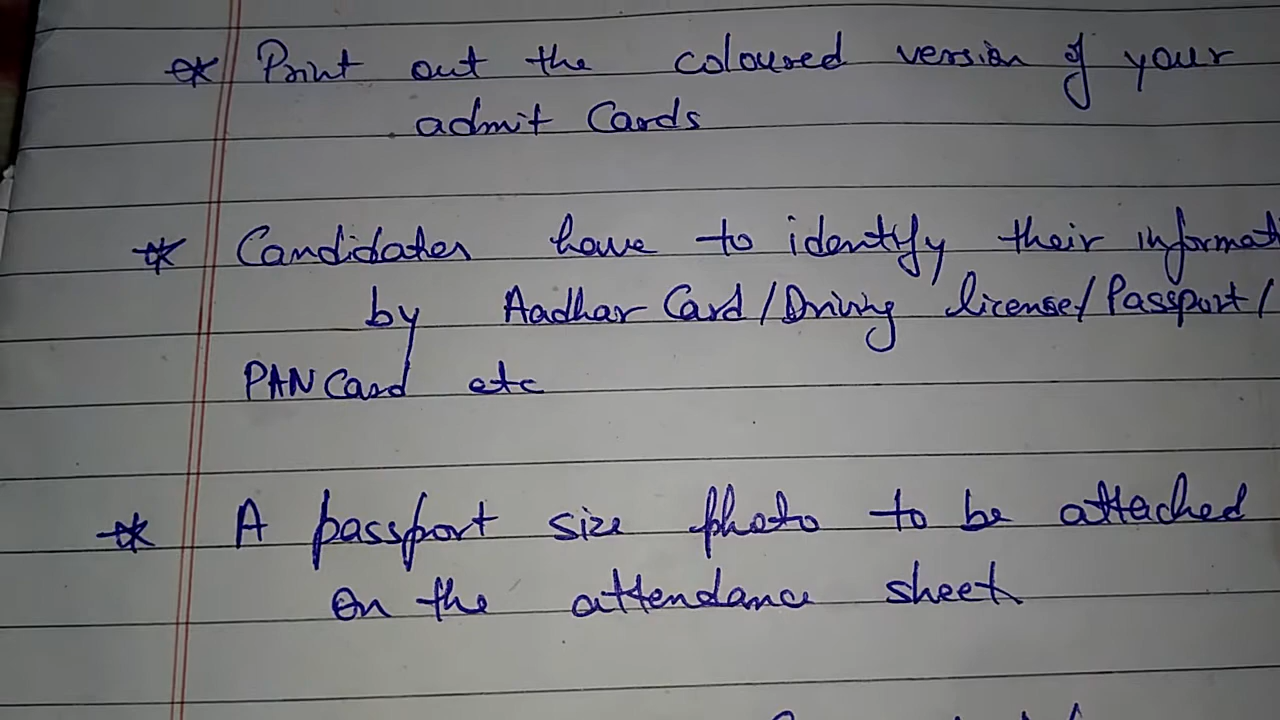 * Print out the coloured version of your
admit Cards
* Candidates have to identify their informat
by Aadhar Card/Driving license/Passport/
PAN Card etc
* A passport size photo to be attached
on the attendance sheet